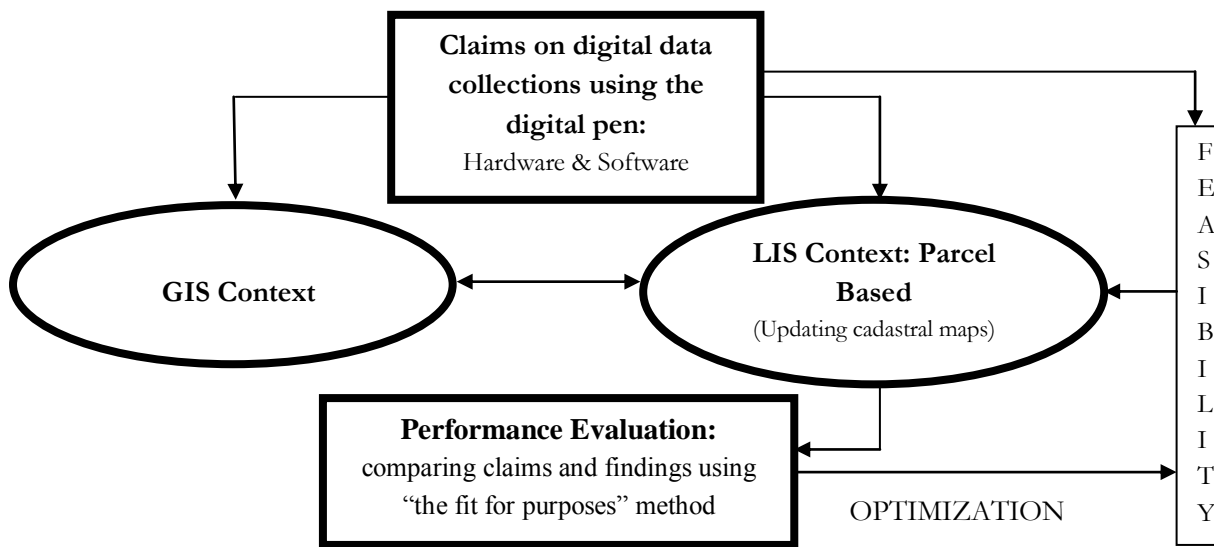 Claims on digital data
collections using the
digital pen:
Hardware & Software
GIS Context
LIS Context: Parcel
Based
(Updating cadastral maps)
Performance Evaluation:
comparing claims and findings using
“the fit for purposes” method
OPTIMIZATION
F
E
A
S
I
B
I
L
I
T
Y